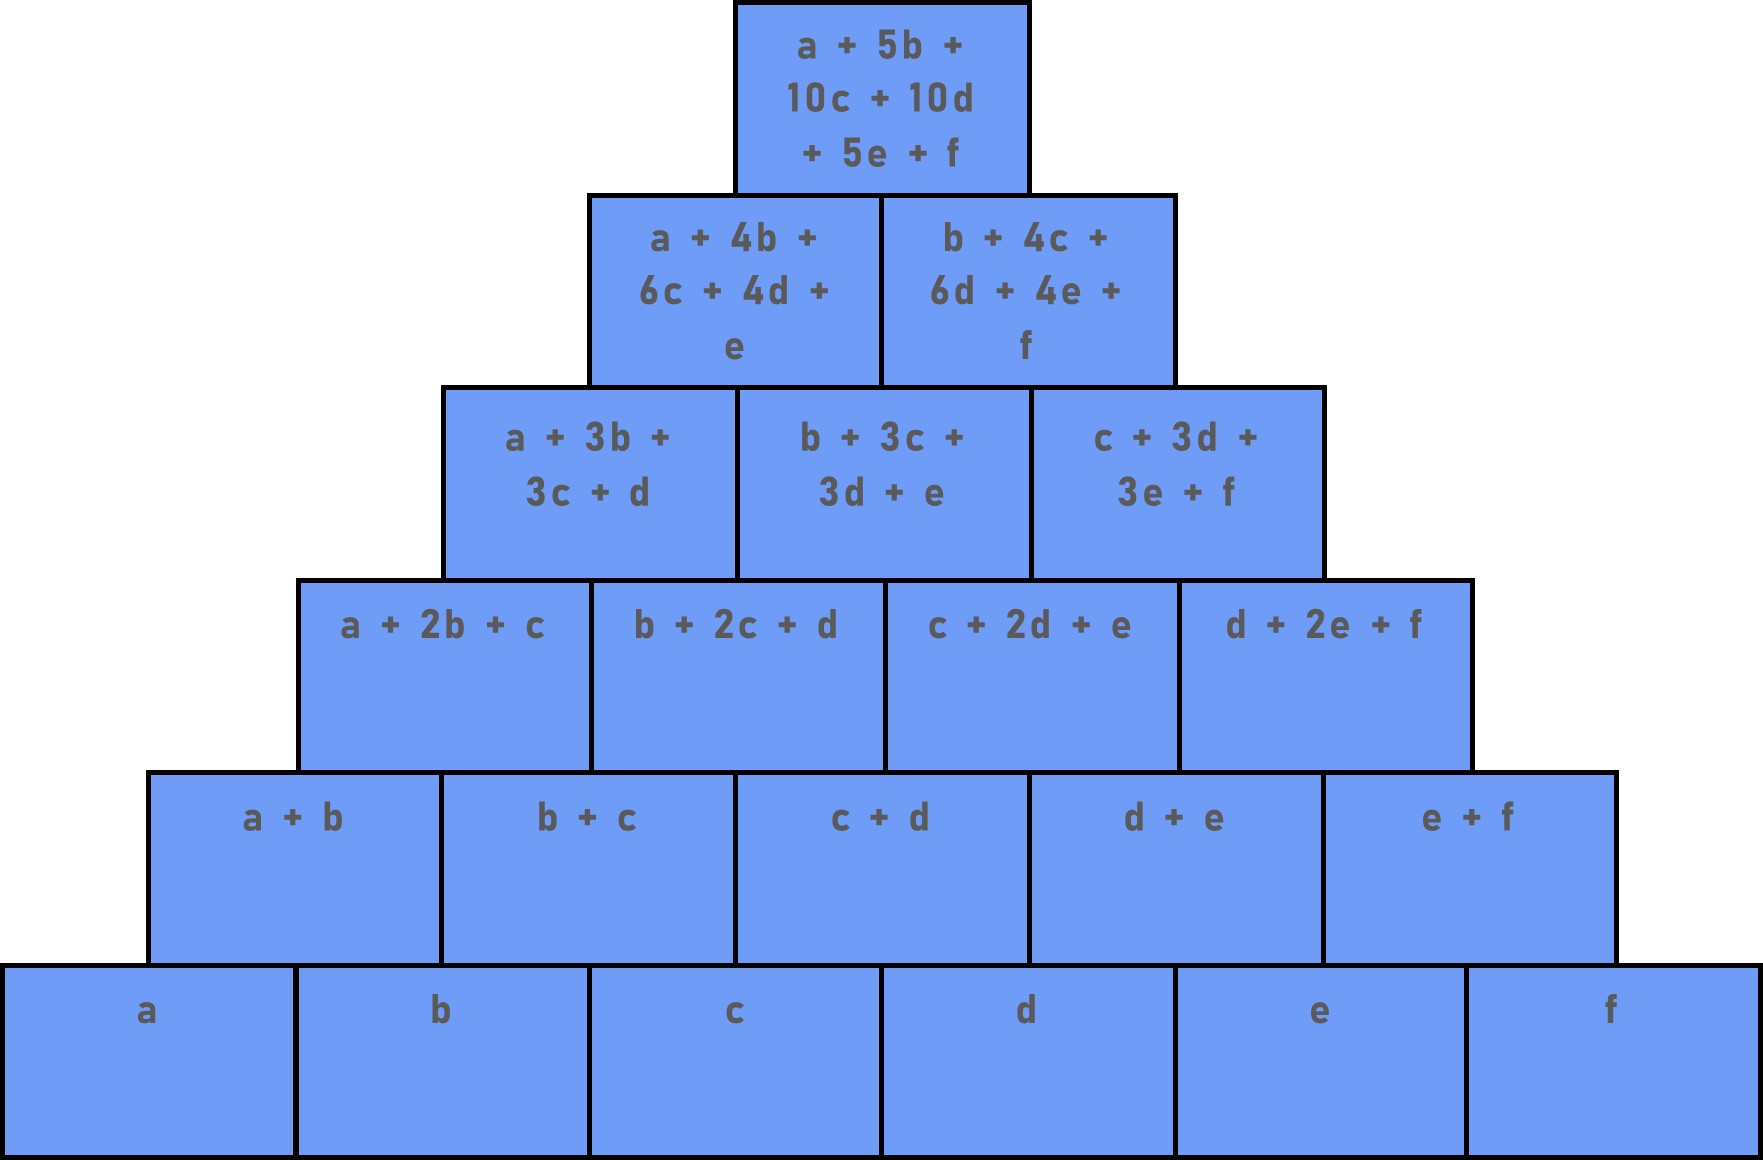 a + 5b +
10c + 10d
+ 5e + f
a + 4b +
6c + 4d +
e
b + 4c +
6d + 4e +
f
a + 3b +
3c + d
b + 3c +
3d + e
c + 3d +
3e + f
a + 2b + c
b + 2c + d
c + 2d + e
d + 2e + f
a + b
b + c
c + d
d + e
e + f
a
b
c
d
e
f